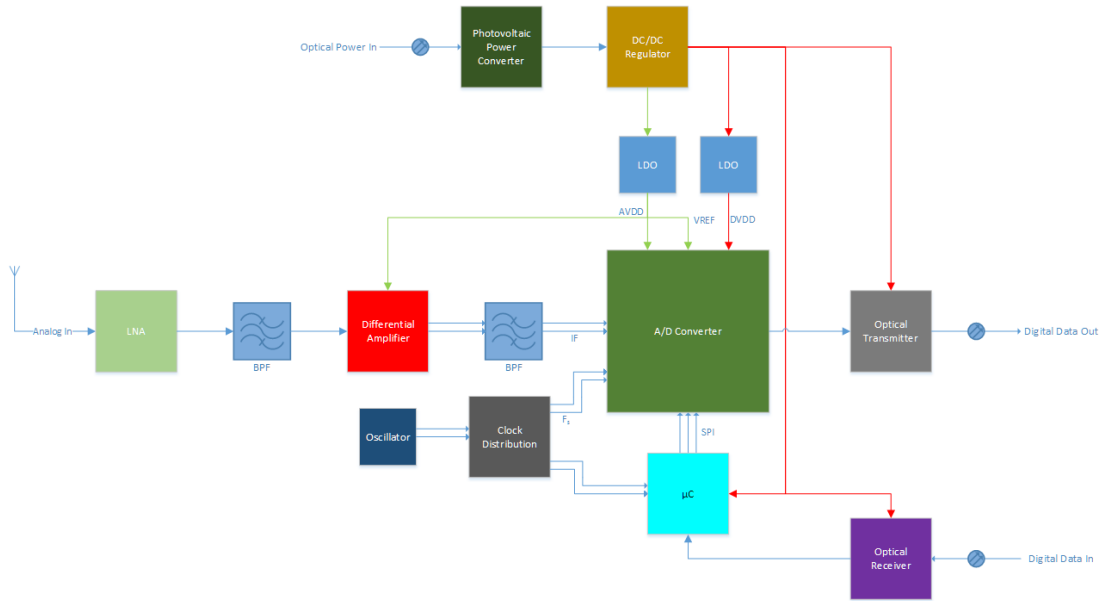 Optical Power In
Photovoltaic
Power
Converter
DC/DC
Regulator
LDO
LDO
AVDD
VREF
DVDD
Analog In
LNA
BPF
Differential
Amplifier
BPF
IF
A/D Converter
Optical
Transmitter
Digital Data Out
Oscillator
Clock
Distribution
Fs
SPI
µC
Optical
Receiver
Digital Data In